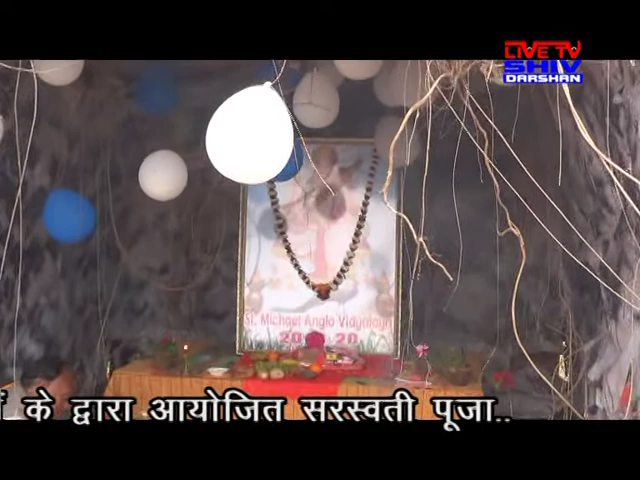 LIVE TV
SHIV
DARSHAN
St. Michael Anglo Vidyalaya
2020
के द्वारा आयोजित सरस्वती पूजा..